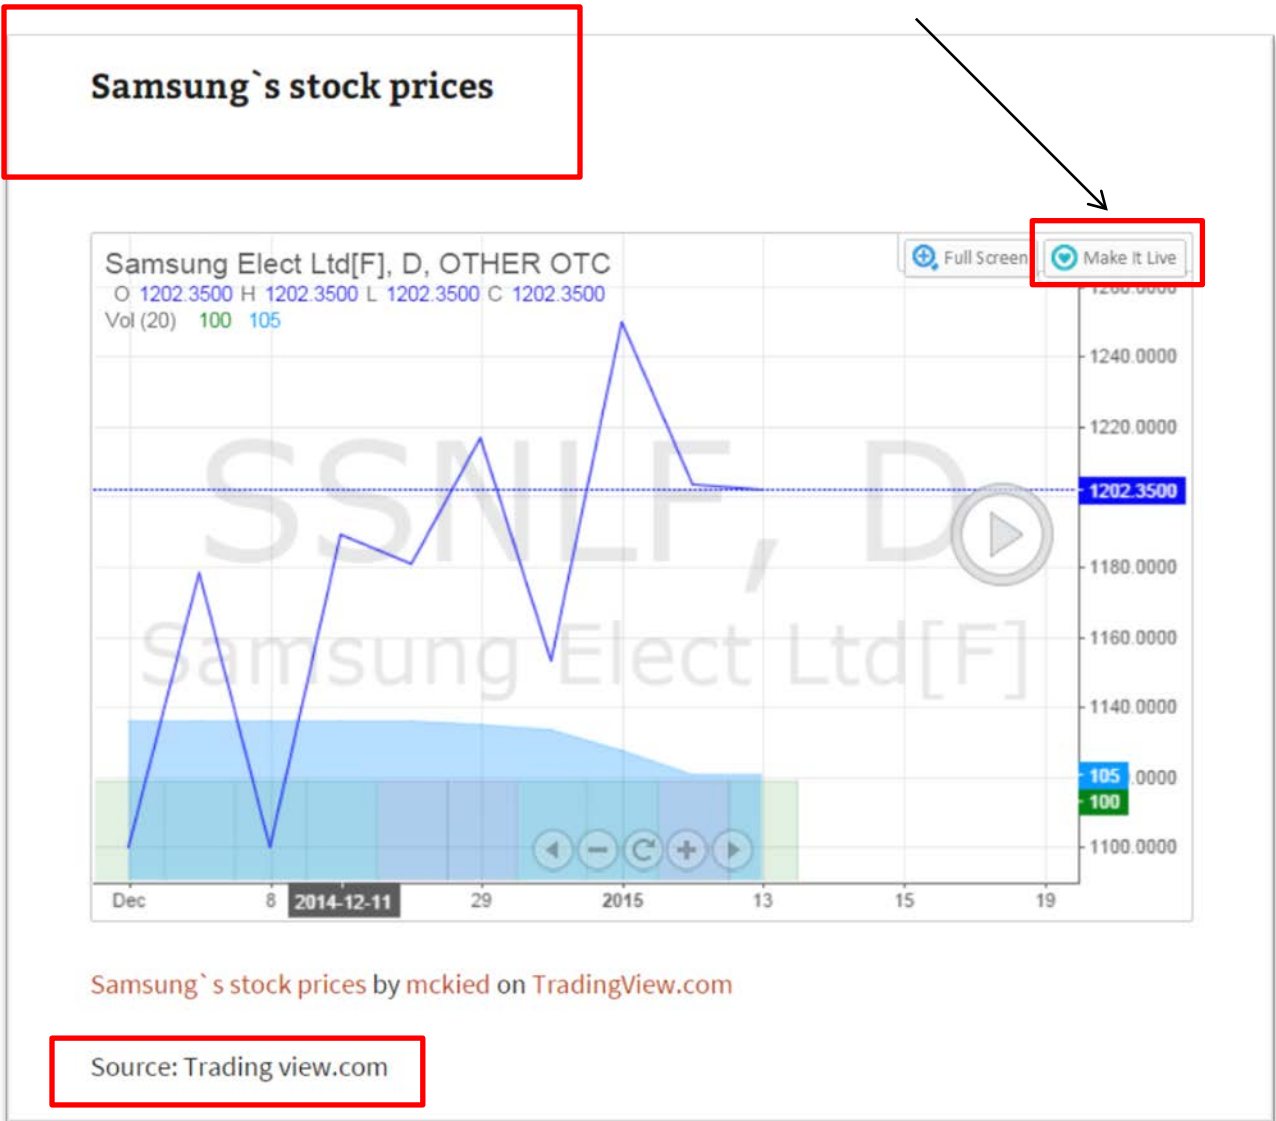 Samsung`s stock prices
Full Screen
Make It Live
Samsung Elect Ltd[F], D, OTHER OTC
O 1202.3500 H 1202.3500 L 1202.3500 C 1202.3500
Vol (20) 100 105
1260.0000
1240.0000
1220.0000
SSNLF, D
1202.3500
1180.0000
Samsung Elect Ltd[F]
1160.0000
1140.0000
105 .0000
100
1100.0000
Dec 8 2014-12-11 29 2015 13 15 19
Samsung`s stock prices by mckied on TradingView.com
Source: Trading view.com